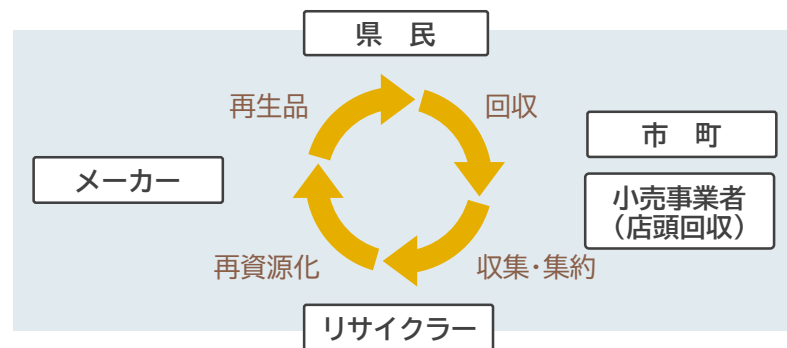 県　民
再生品
回収
市　町
メーカー
小売事業者
（店頭回収）
再資源化
収集・集約
リサイクラー